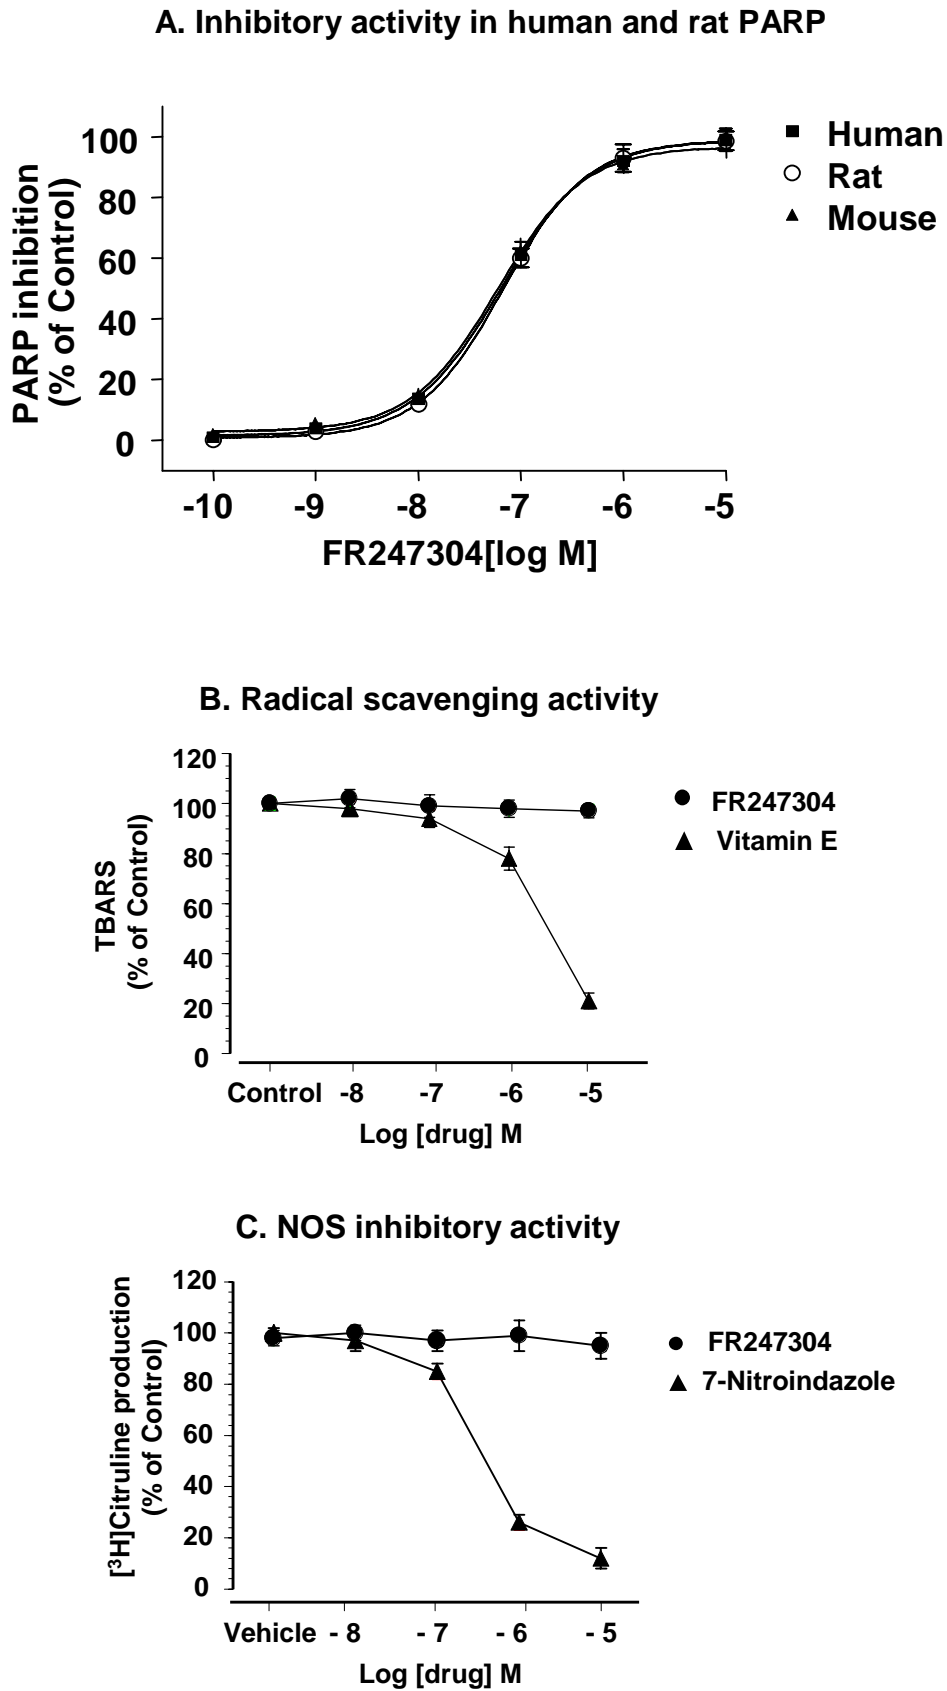 A. Inhibitory activity in human and rat PARP
PARP inhibition
(% of Control)
100
80
60
40
20
0
-10 -9 -8 -7 -6 -5
FR247304[log M]
Human
Rat
Mouse
B. Radical scavenging activity
TBARS
(% of Control)
120
100
80
60
40
20
0
Control -8 -7 -6 -5
Log [drug] M
FR247304
Vitamin E
C. NOS inhibitory activity
[³H]Citruline production
(% of Control)
120
100
80
60
40
20
0
Vehicle - 8 - 7 - 6 - 5
Log [drug] M
FR247304
7-Nitroindazole